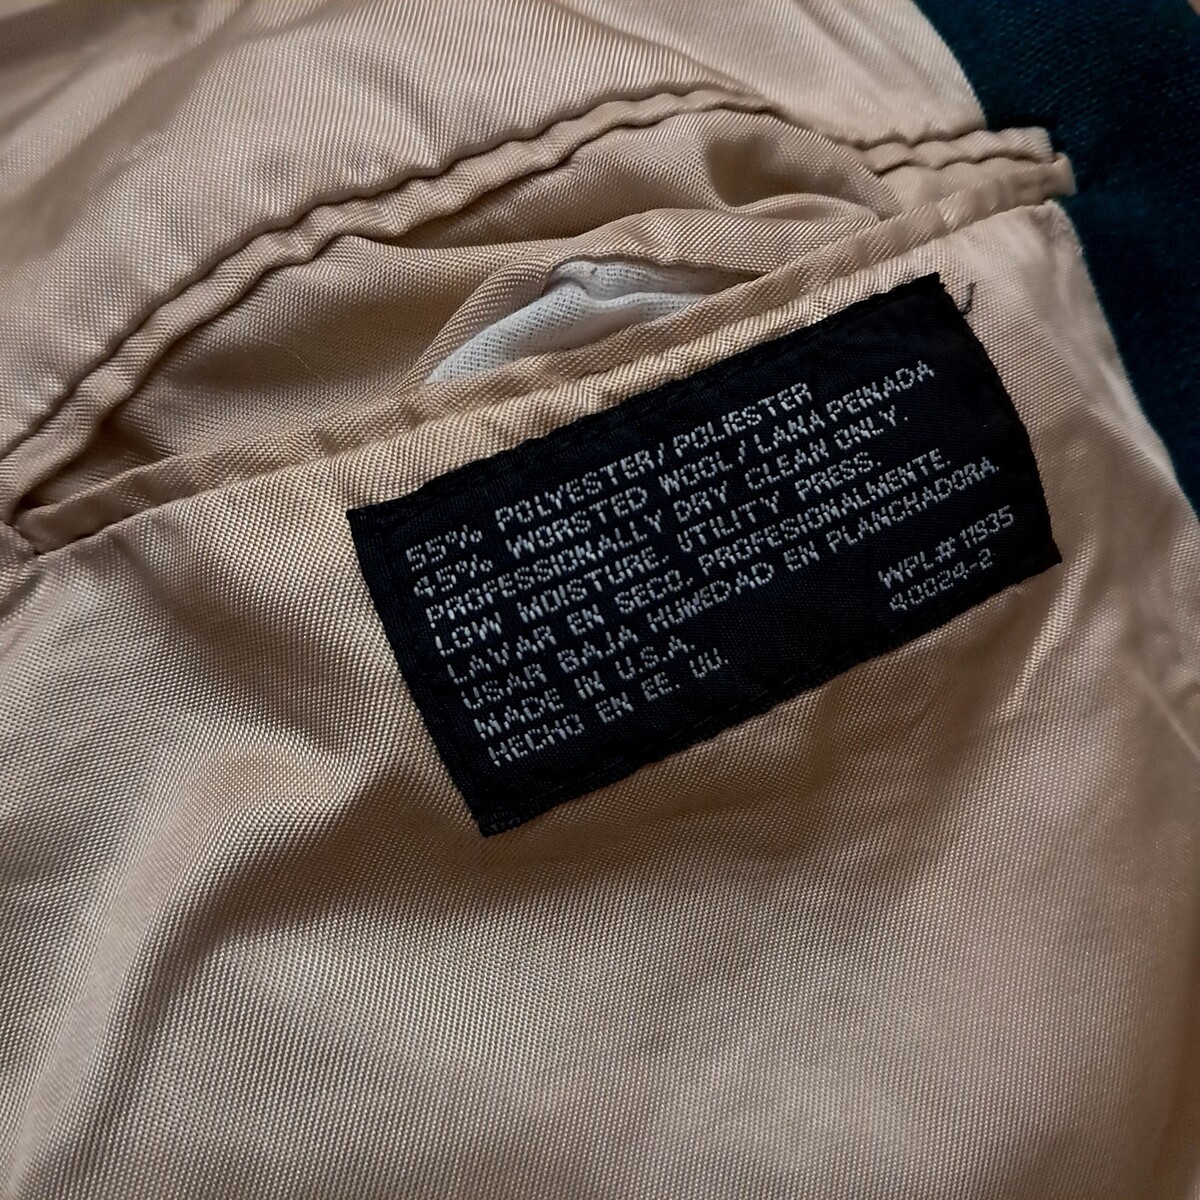 55% POLYESTER/POLIESTER
45% WORSTED WOOL/LANA PEINADA
PROFESSIONALLY DRY CLEAN ONLY.
LOW MOISTURE. UTILITY PRESS.
LAVAR EN SECO. PROFESIONALMENTE
USAR BAJA HUMEDAD EN PLANCHADORA.
MADE IN U.S.A.
HECHO EN EE. UU.
WPL# 11935
40024-2